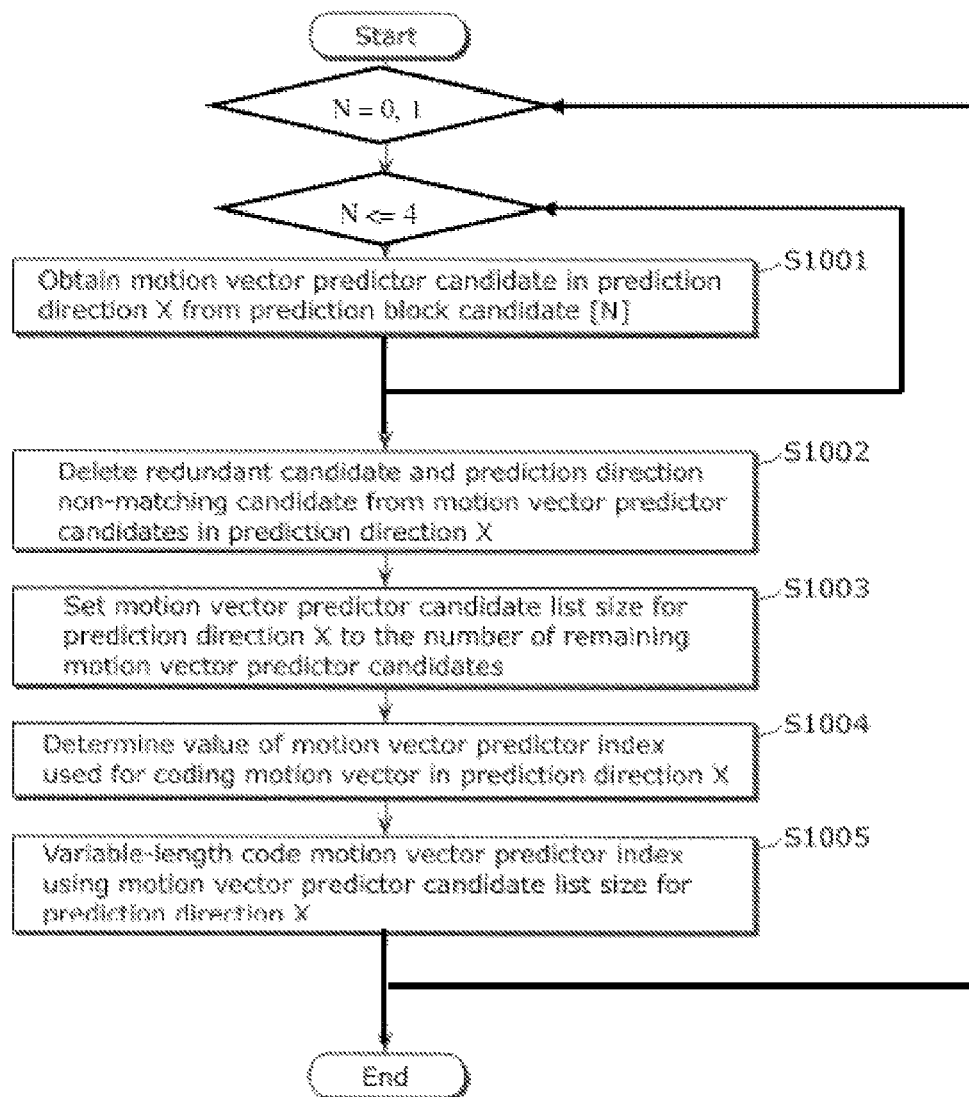 Start
N = 0, 1
N <= 4
S1001
Obtain motion vector predictor candidate in prediction
direction X from prediction block candidate [N]
S1002
Delete redundant candidate and prediction direction
non-matching candidate from motion vector predictor
candidates in prediction direction X
S1003
Set motion vector predictor candidate list size for
prediction direction X to the number of remaining
motion vector predictor candidates
S1004
Determine value of motion vector predictor index
used for coding motion vector in prediction direction X
S1005
Variable-length code motion vector predictor index
using motion vector predictor candidate list size for
prediction direction X
End